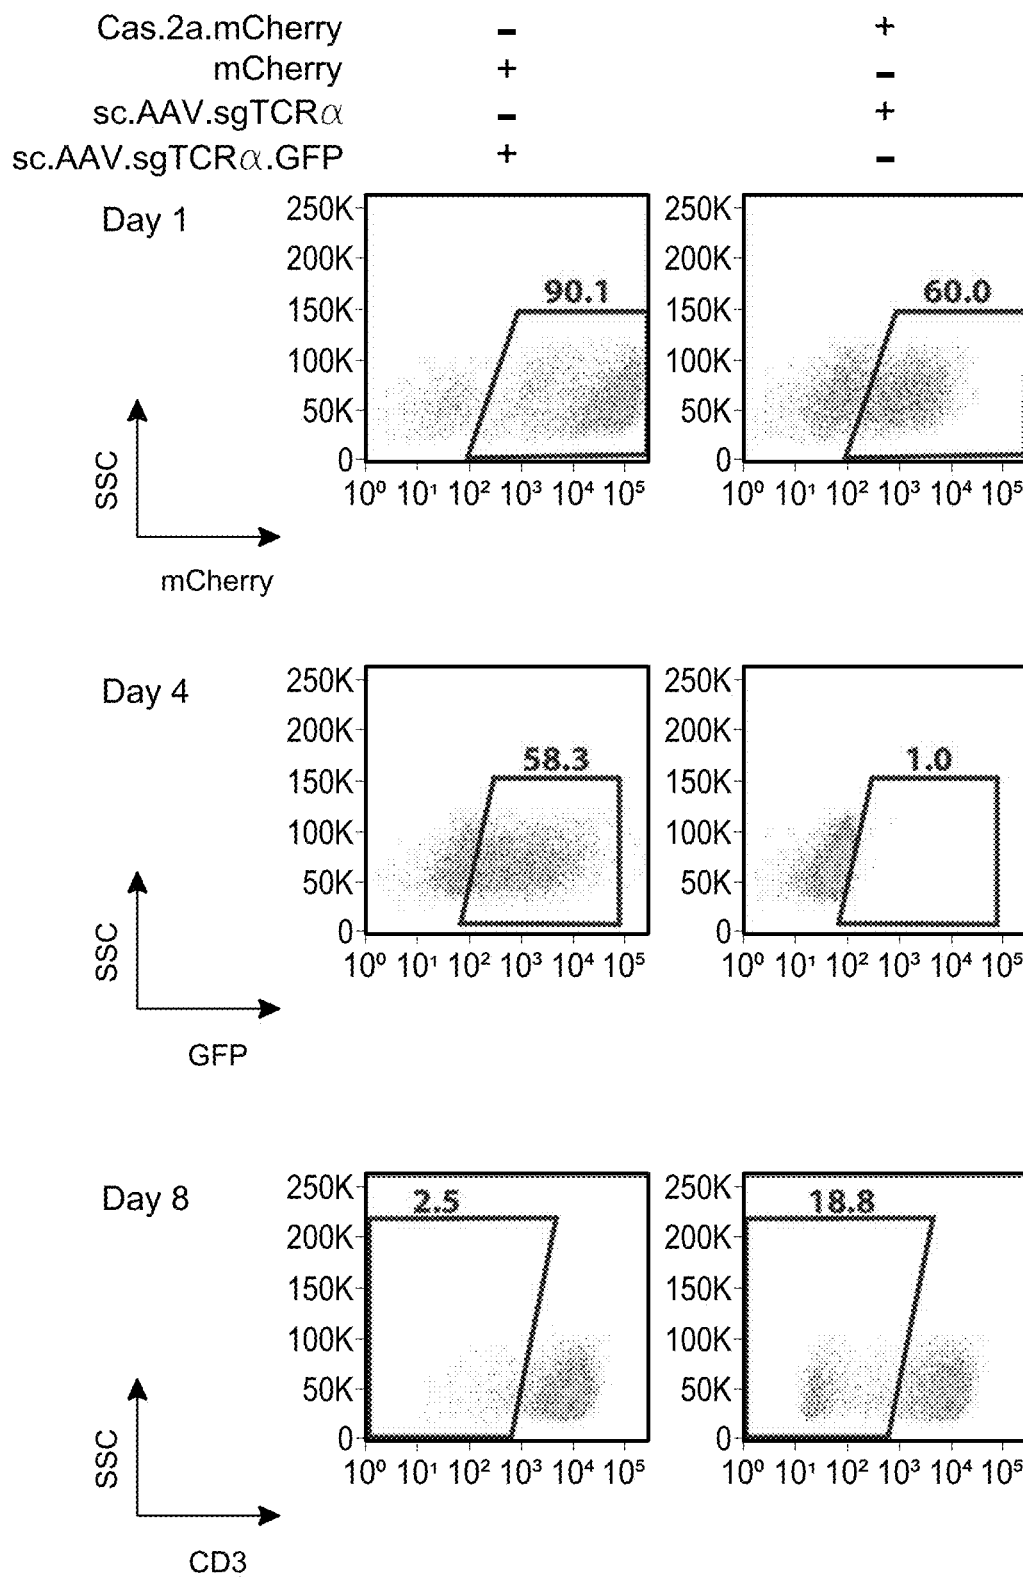 Cas.2a.mCherry - +
mCherry + -
sc.AAV.sgTCRα - +
sc.AAV.sgTCRα.GFP + -
Day 1
250K
200K
150K
100K
50K
0
90.1
10⁰ 10¹ 10² 10³ 10⁴ 10⁵
250K
200K
150K
100K
50K
0
60.0
10⁰ 10¹ 10² 10³ 10⁴ 10⁵
SSC
mCherry
Day 4
250K
200K
150K
100K
50K
0
58.3
10⁰ 10¹ 10² 10³ 10⁴ 10⁵
250K
200K
150K
100K
50K
0
1.0
10⁰ 10¹ 10² 10³ 10⁴ 10⁵
SSC
GFP
Day 8
250K
200K
150K
100K
50K
0
2.5
10⁰ 10¹ 10² 10³ 10⁴ 10⁵
250K
200K
150K
100K
50K
0
18.8
10⁰ 10¹ 10² 10³ 10⁴ 10⁵
SSC
CD3